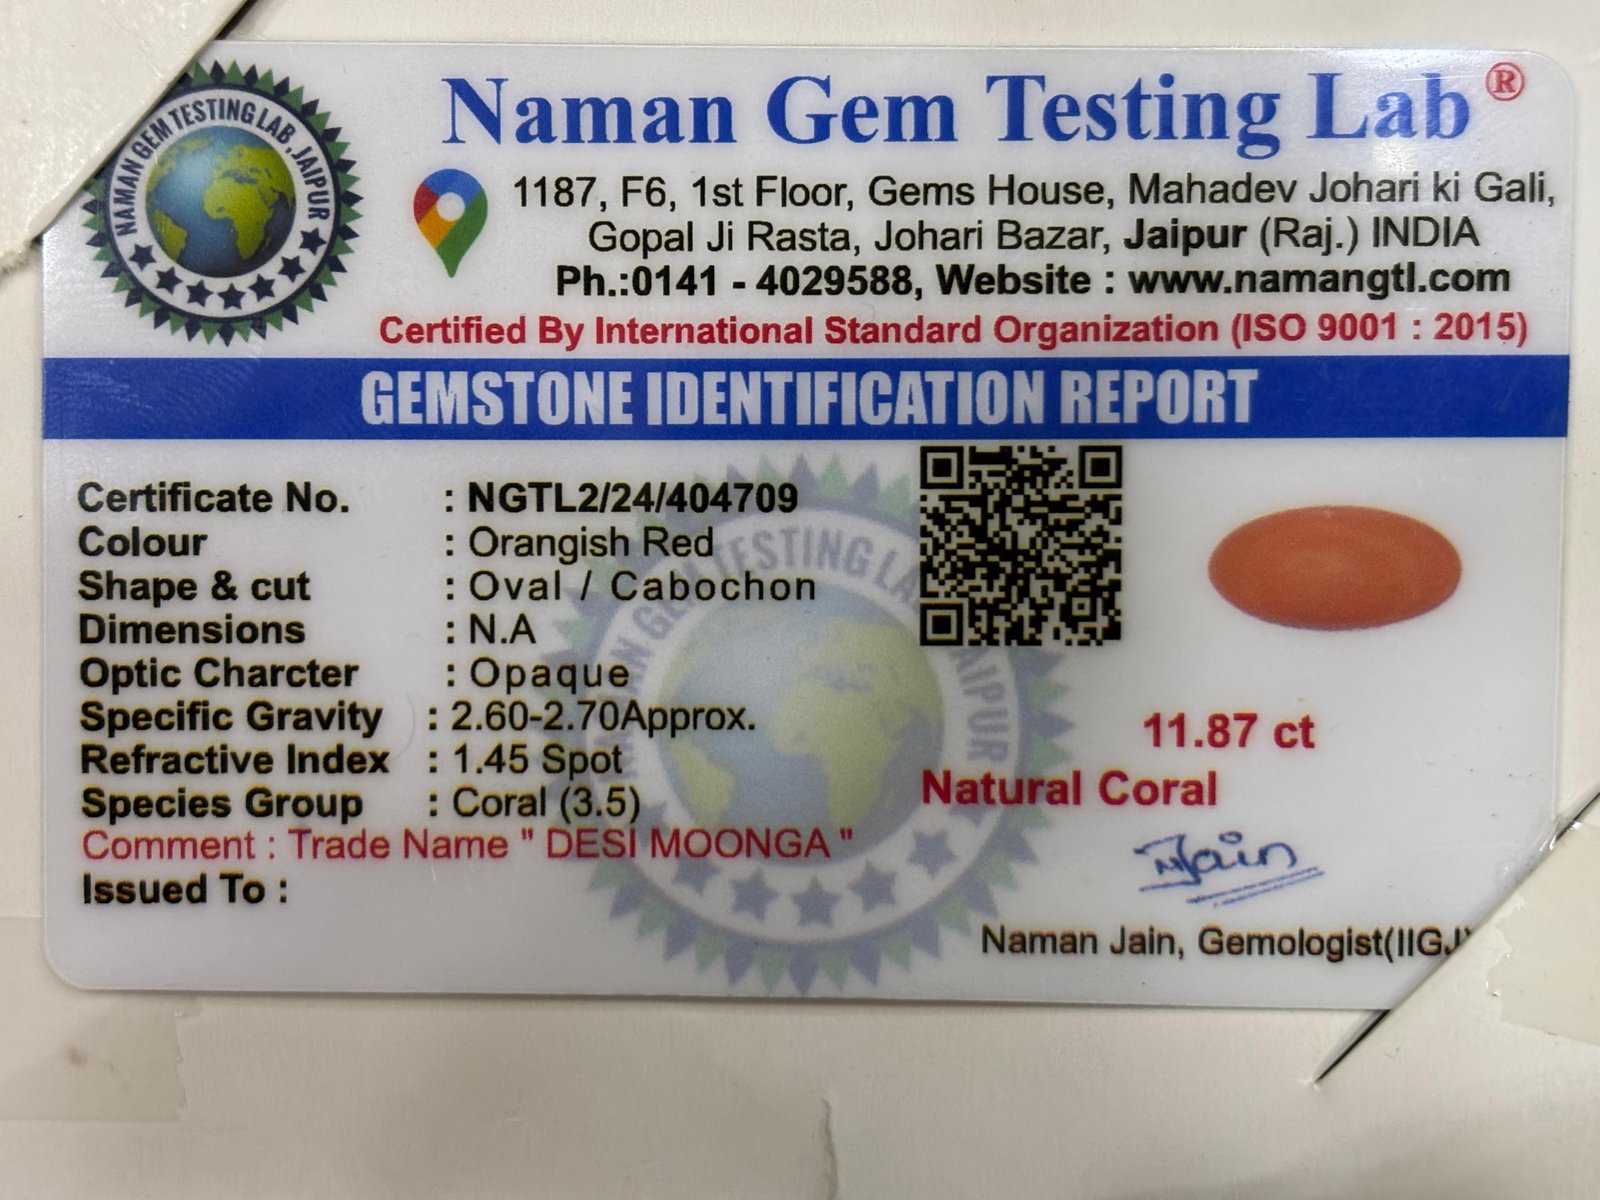 NAMAN GEM TESTING LAB, JAIPUR
Naman Gem Testing Lab ®
1187, F6, 1st Floor, Gems House, Mahadev Johari ki Gali,
Gopal Ji Rasta, Johari Bazar, Jaipur (Raj.) INDIA
Ph.:0141 - 4029588, Website : www.namangtl.com
Certified By International Standard Organization (ISO 9001 : 2015)
GEMSTONE IDENTIFICATION REPORT
Certificate No. : NGTL2/24/404709
Colour : Orangish Red
Shape & cut : Oval / Cabochon
Dimensions : N.A
Optic Charcter : Opaque
Specific Gravity : 2.60-2.70Approx.
Refractive Index : 1.45 Spot
Species Group : Coral (3.5)
Comment : Trade Name " DESI MOONGA "
Issued To :
11.87 ct
Natural Coral
NJain
Naman Jain, Gemologist(IIGJ)